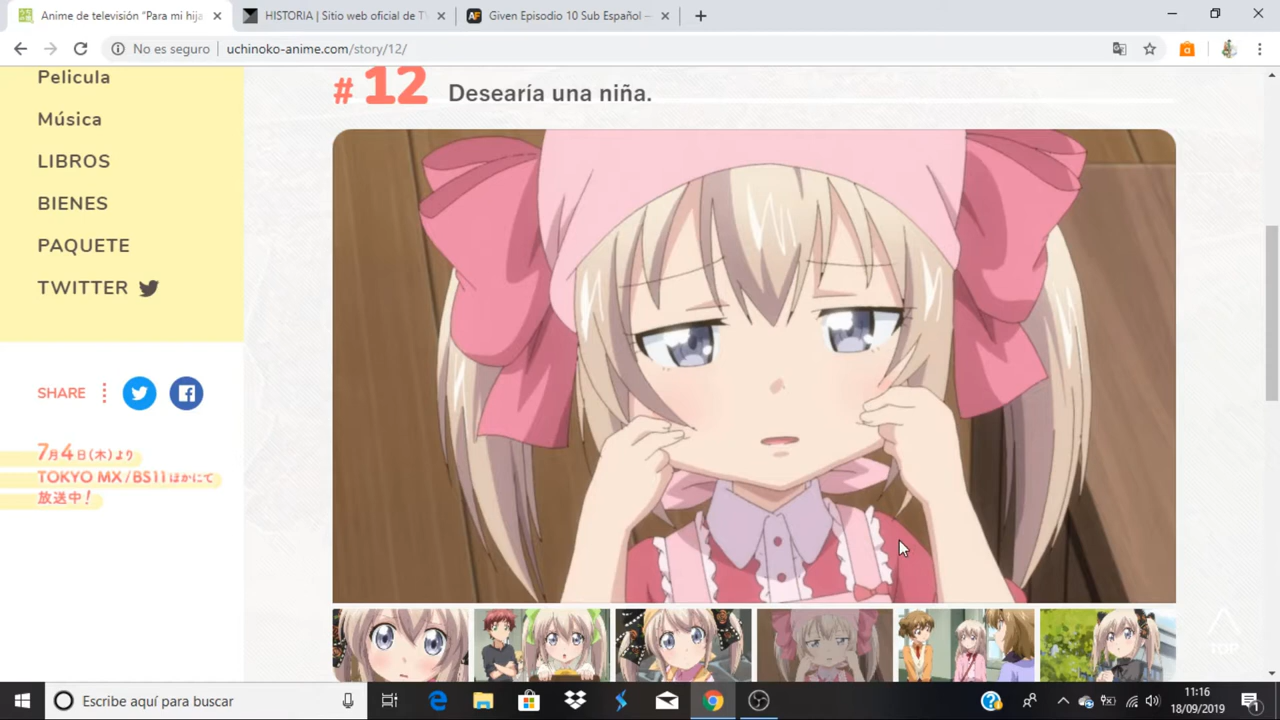 Anime de televisión “Para mi hija
HISTORIA | Sitio web oficial de TV
Given Episodio 10 Sub Español –
No es seguro
uchinoko-anime.com/story/12/
Pelicula
Música
LIBROS
BIENES
PAQUETE
TWITTER
SHARE
7月4日(木)より
TOKYO MX/BS11ほかにて
放送中!
# 12 Desearía una niña.
TOP
Escribe aquí para buscar
11:16
18/09/2019
1